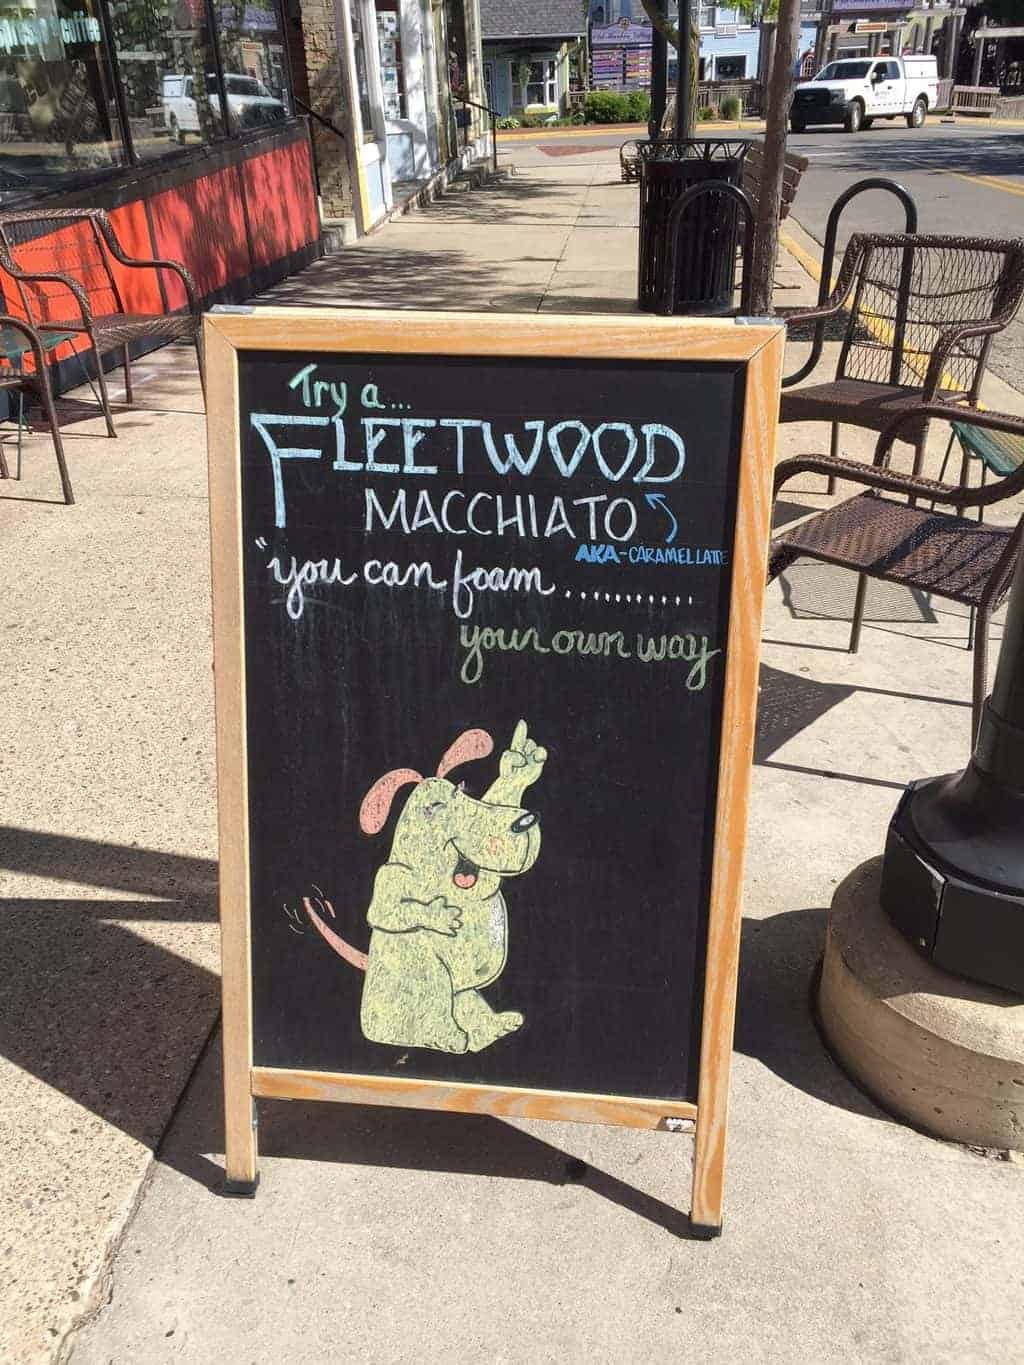 Try a...
FLEETWOOD
MACCHIATO
AKA-CARAMEL LATTE
"you can foam...........
your own way